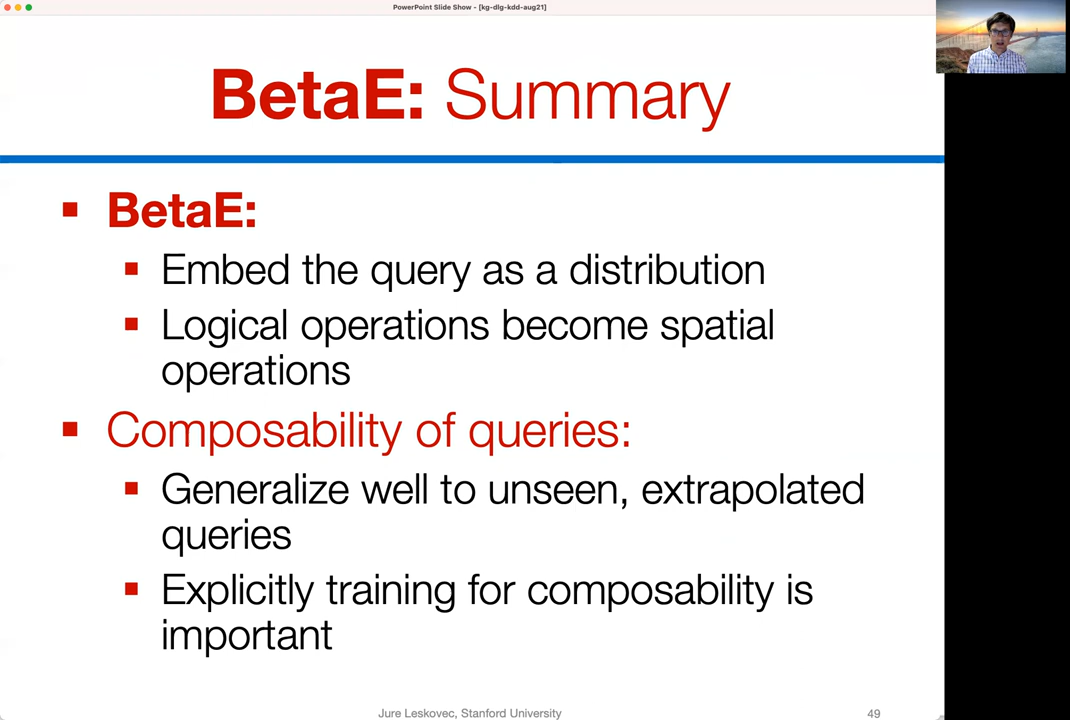 PowerPoint Slide Show - [kg-dlg-kdd-aug21]
BetaE: Summary
BetaE:
Embed the query as a distribution
Logical operations become spatial
operations
Composability of queries:
Generalize well to unseen, extrapolated
queries
Explicitly training for composability is
important
Jure Leskovec, Stanford University
49